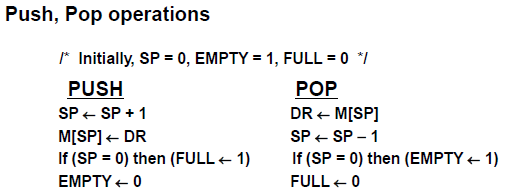 Push, Pop operations
/* Initially, SP = 0, EMPTY = 1, FULL = 0 */
PUSH
SP ← SP + 1
M[SP] ← DR
If (SP = 0) then (FULL ← 1)
EMPTY ← 0
POP
DR ← M[SP]
SP ← SP – 1
If (SP = 0) then (EMPTY ← 1)
FULL ← 0